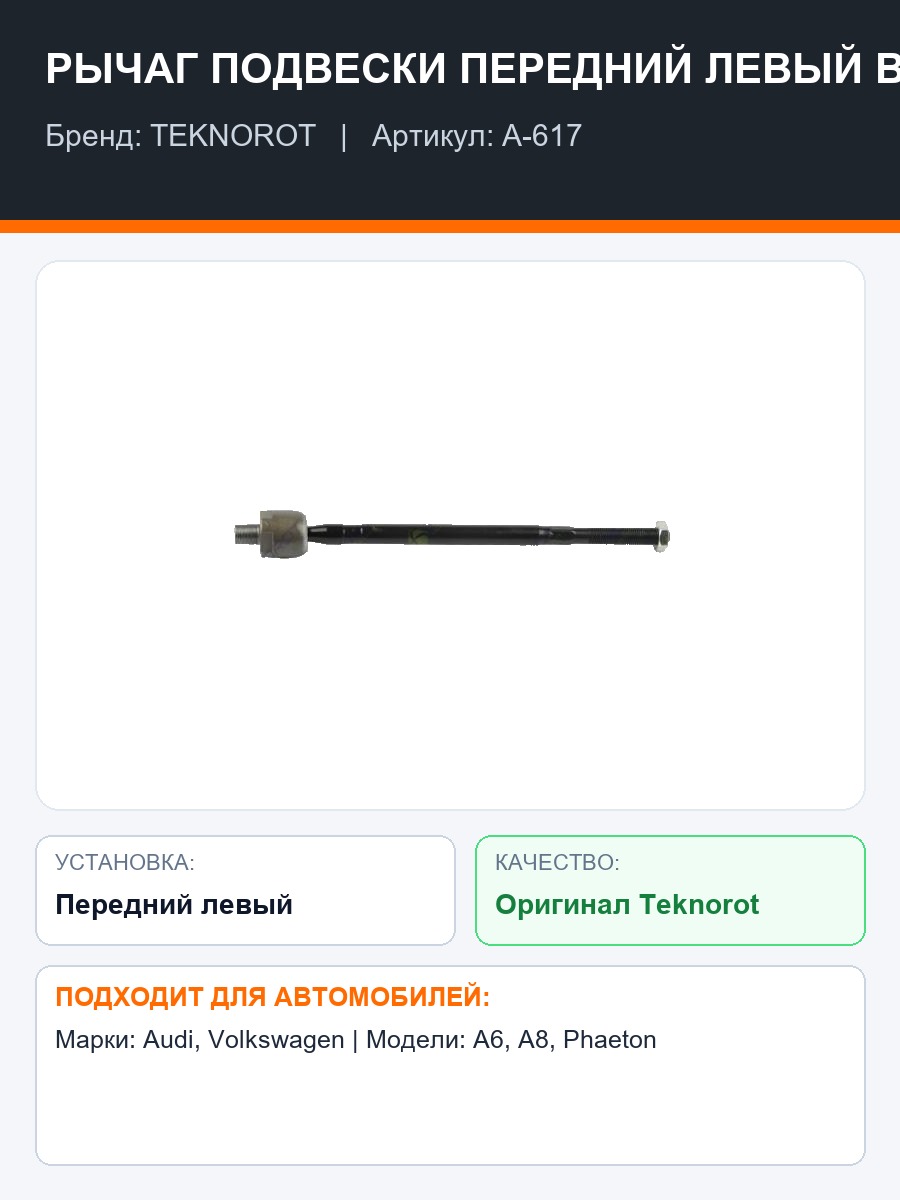 РЫЧАГ ПОДВЕСКИ ПЕРЕДНИЙ ЛЕВЫЙ В
Бренд: TEKNOROT | Артикул: A-617
УСТАНОВКА:
Передний левый
КАЧЕСТВО:
Оригинал Teknorot
ПОДХОДИТ ДЛЯ АВТОМОБИЛЕЙ:
Марки: Audi, Volkswagen | Модели: A6, A8, Phaeton